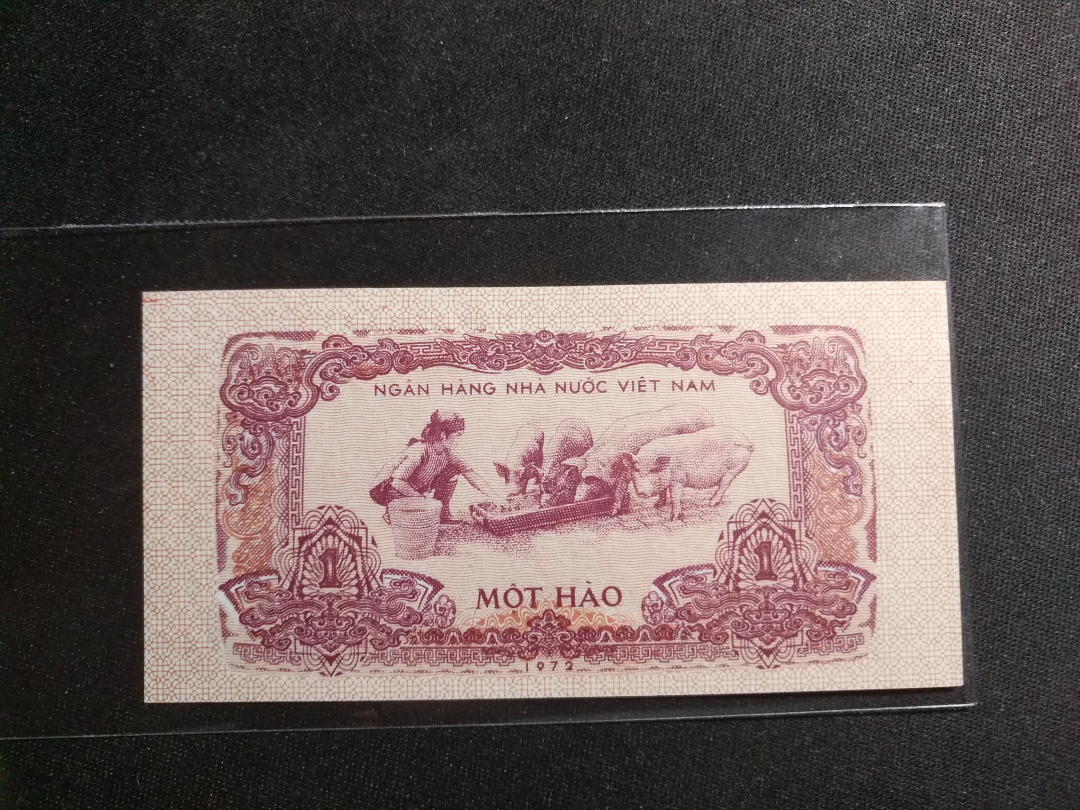 NGÂN HÀNG NHÀ NƯỚC VIỆT NAM
1 1
MỘT HÀO
1972